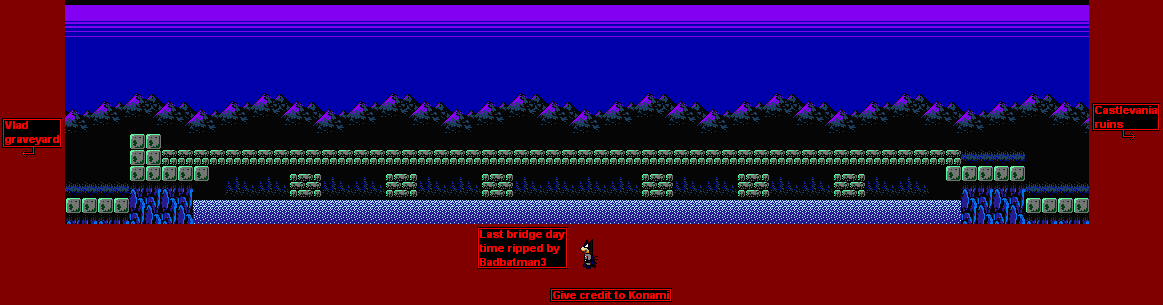 Vlad
graveyard
Castlevania
ruins
Last bridge day
time ripped by
Badbatman3
Give credit to Konami